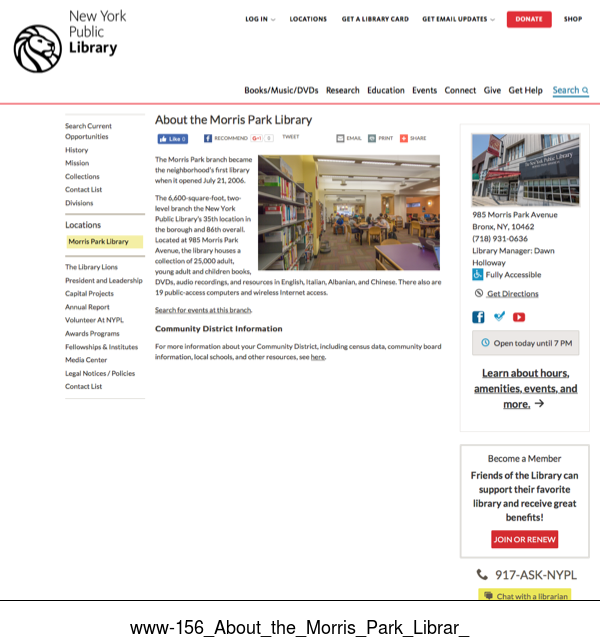 New York
Public
Library
LOG IN
LOCATIONS
GET A LIBRARY CARD
GET EMAIL UPDATES
DONATE
SHOP
Books/Music/DVDs Research Education Events Connect Give Get Help Search
Search Current
Opportunities
History
Mission
Collections
Contact List
Divisions
Locations
Morris Park Library
The Library Lions
President and Leadership
Capital Projects
Annual Report
Volunteer At NYPL
Awards Programs
Fellowships & Institutes
Media Center
Legal Notices / Policies
Contact List
About the Morris Park Library
Like 0
RECOMMEND
TWEET
EMAIL
PRINT
SHARE
The Morris Park branch became
the neighborhood's first library
when it opened July 21, 2006.
The 6,600-square-foot, two-
level branch the New York
Public Library's 35th location in
the borough and 86th overall.
Located at 985 Morris Park
Avenue, the library houses a
collection of 25,000 adult,
young adult and children books,
DVDs, audio recordings, and resources in English, Italian, Albanian, and Chinese. There also are
19 public-access computers and wireless Internet access.
Search for events at this branch.
Community District Information
For more information about your Community District, including census data, community board
information, local schools, and other resources, see here.
The New York Public Library
985 Morris Park Avenue
Bronx, NY, 10462
(718) 931-0636
Library Manager: Dawn
Holloway
Fully Accessible
Get Directions
Open today until 7 PM
Learn about hours,
amenities, events, and
more. →
Become a Member
Friends of the Library can
support their favorite
library and receive great
benefits!
JOIN OR RENEW
917-ASK-NYPL
Chat with a librarian
www-156_About_the_Morris_Park_Librar_